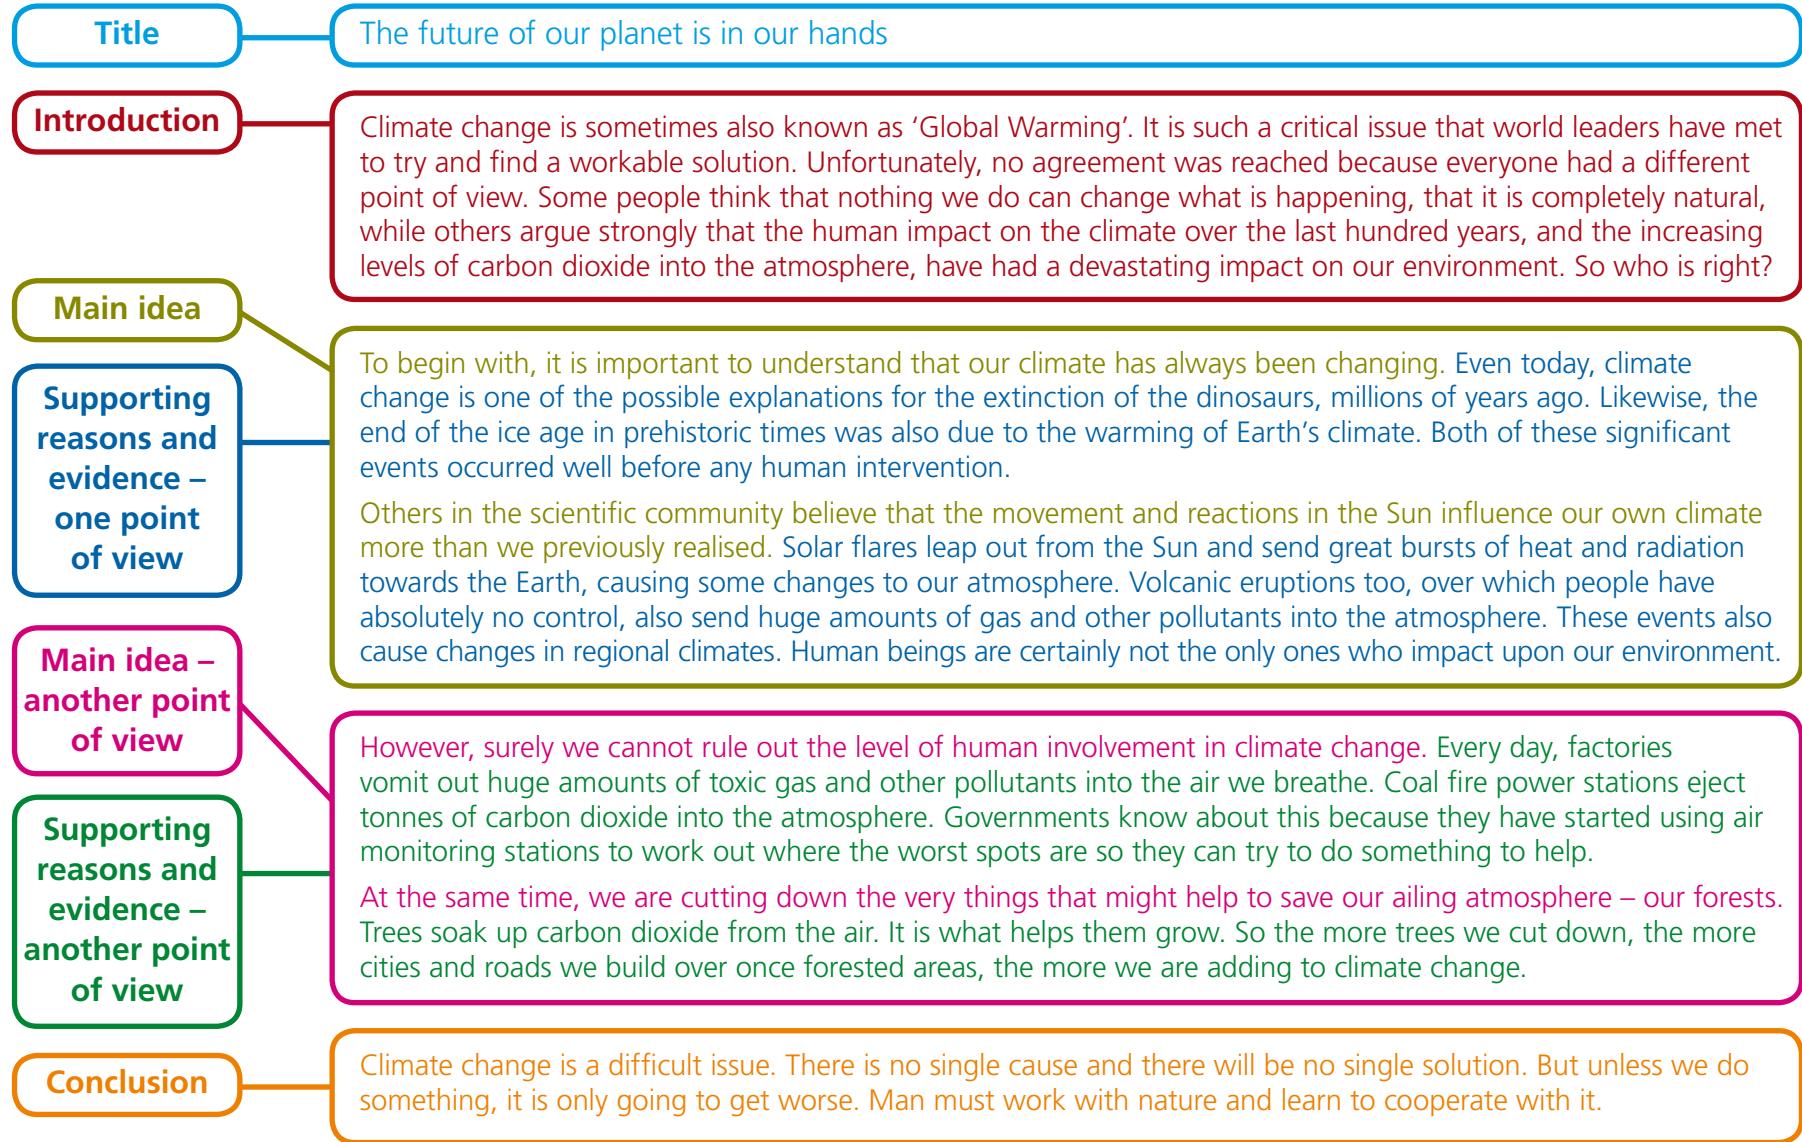 Title
The future of our planet is in our hands
Introduction
Climate change is sometimes also known as ‘Global Warming’. It is such a critical issue that world leaders have met
to try and find a workable solution. Unfortunately, no agreement was reached because everyone had a different
point of view. Some people think that nothing we do can change what is happening, that it is completely natural,
while others argue strongly that the human impact on the climate over the last hundred years, and the increasing
levels of carbon dioxide into the atmosphere, have had a devastating impact on our environment. So who is right?
Main idea
Supporting
reasons and
evidence –
one point
of view
To begin with, it is important to understand that our climate has always been changing. Even today, climate
change is one of the possible explanations for the extinction of the dinosaurs, millions of years ago. Likewise, the
end of the ice age in prehistoric times was also due to the warming of Earth’s climate. Both of these significant
events occurred well before any human intervention.
Others in the scientific community believe that the movement and reactions in the Sun influence our own climate
more than we previously realised. Solar flares leap out from the Sun and send great bursts of heat and radiation
towards the Earth, causing some changes to our atmosphere. Volcanic eruptions too, over which people have
absolutely no control, also send huge amounts of gas and other pollutants into the atmosphere. These events also
cause changes in regional climates. Human beings are certainly not the only ones who impact upon our environment.
Main idea –
another point
of view
Supporting
reasons and
evidence –
another point
of view
However, surely we cannot rule out the level of human involvement in climate change. Every day, factories
vomit out huge amounts of toxic gas and other pollutants into the air we breathe. Coal fire power stations eject
tonnes of carbon dioxide into the atmosphere. Governments know about this because they have started using air
monitoring stations to work out where the worst spots are so they can try to do something to help.
At the same time, we are cutting down the very things that might help to save our ailing atmosphere – our forests.
Trees soak up carbon dioxide from the air. It is what helps them grow. So the more trees we cut down, the more
cities and roads we build over once forested areas, the more we are adding to climate change.
Conclusion
Climate change is a difficult issue. There is no single cause and there will be no single solution. But unless we do
something, it is only going to get worse. Man must work with nature and learn to cooperate with it.